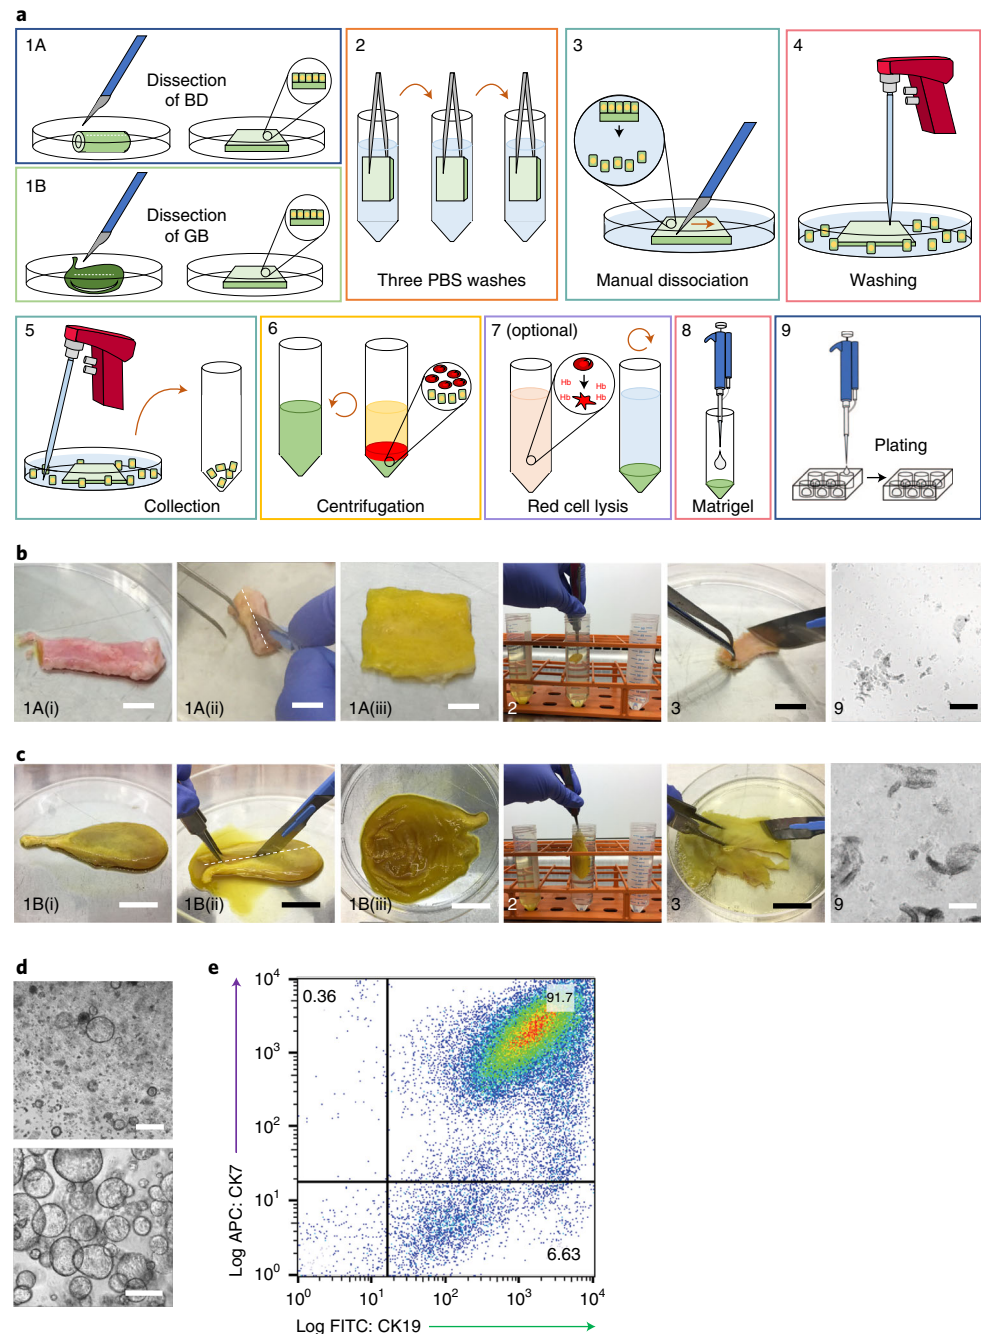 a
1A
Dissection
of BD
1B
Dissection
of GB
2
Three PBS washes
3
Manual dissociation
4
Washing
5
Collection
6
Centrifugation
7 (optional)
Hb
Hb
Hb
Hb
Red cell lysis
8
Matrigel
9
Plating
b
1A(i)
1A(ii)
1A(iii)
2
3
9
c
1B(i)
1B(ii)
1B(iii)
2
3
9
d
e
Log APC: CK7
10⁴
10³
10²
10¹
10⁰
0.36
91.7
6.63
10⁰
10¹
10²
10³
10⁴
Log FITC: CK19